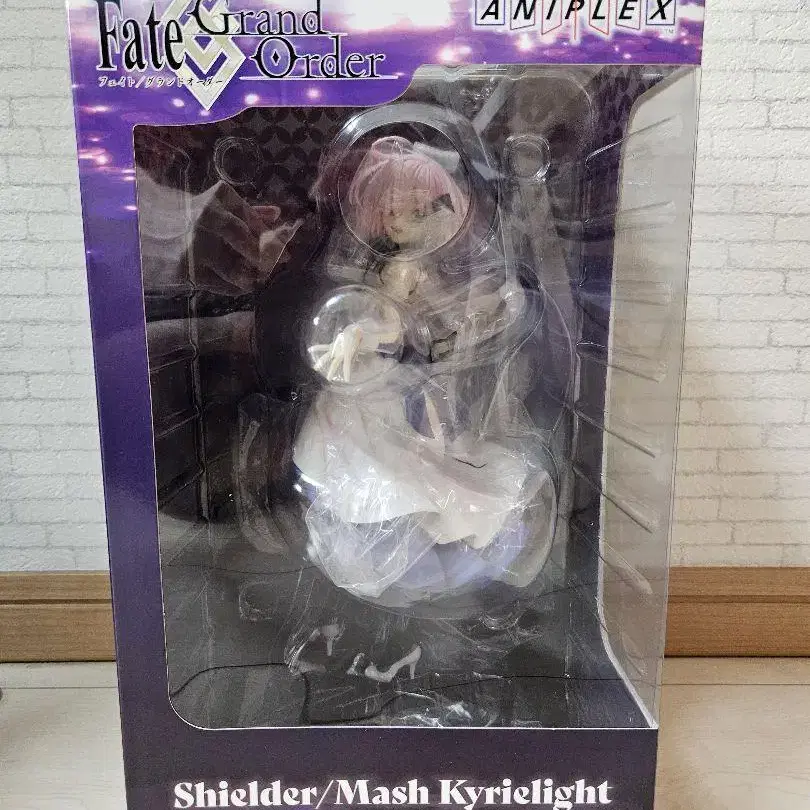 Fate
Grand
Order
フェイト/グランドオーダー
ANIPLEX
TM
Shielder/Mash Kyrielight